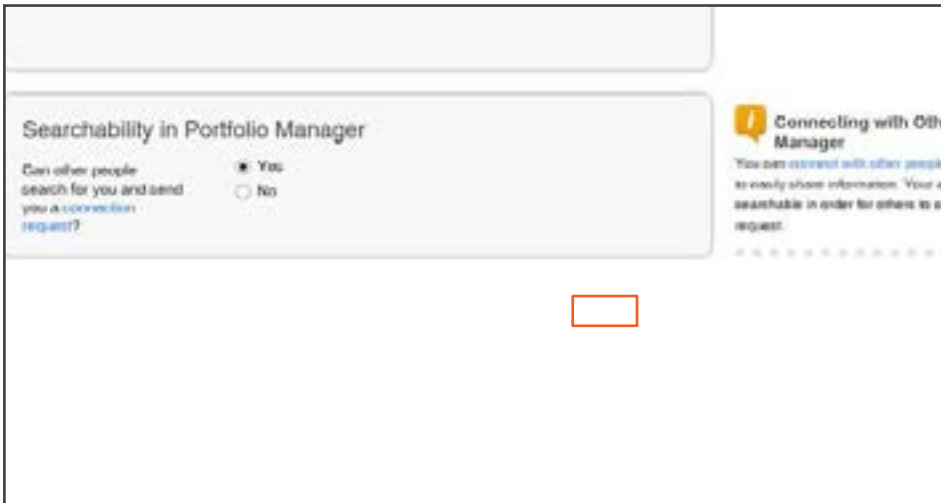 Searchability in Portfolio Manager
Can other people
search for you and send
you a connection
request?
Yes
No
Connecting with Oth
Manager
You can connect with other people
to easily share information. Your a
searchable in order for others to
request.